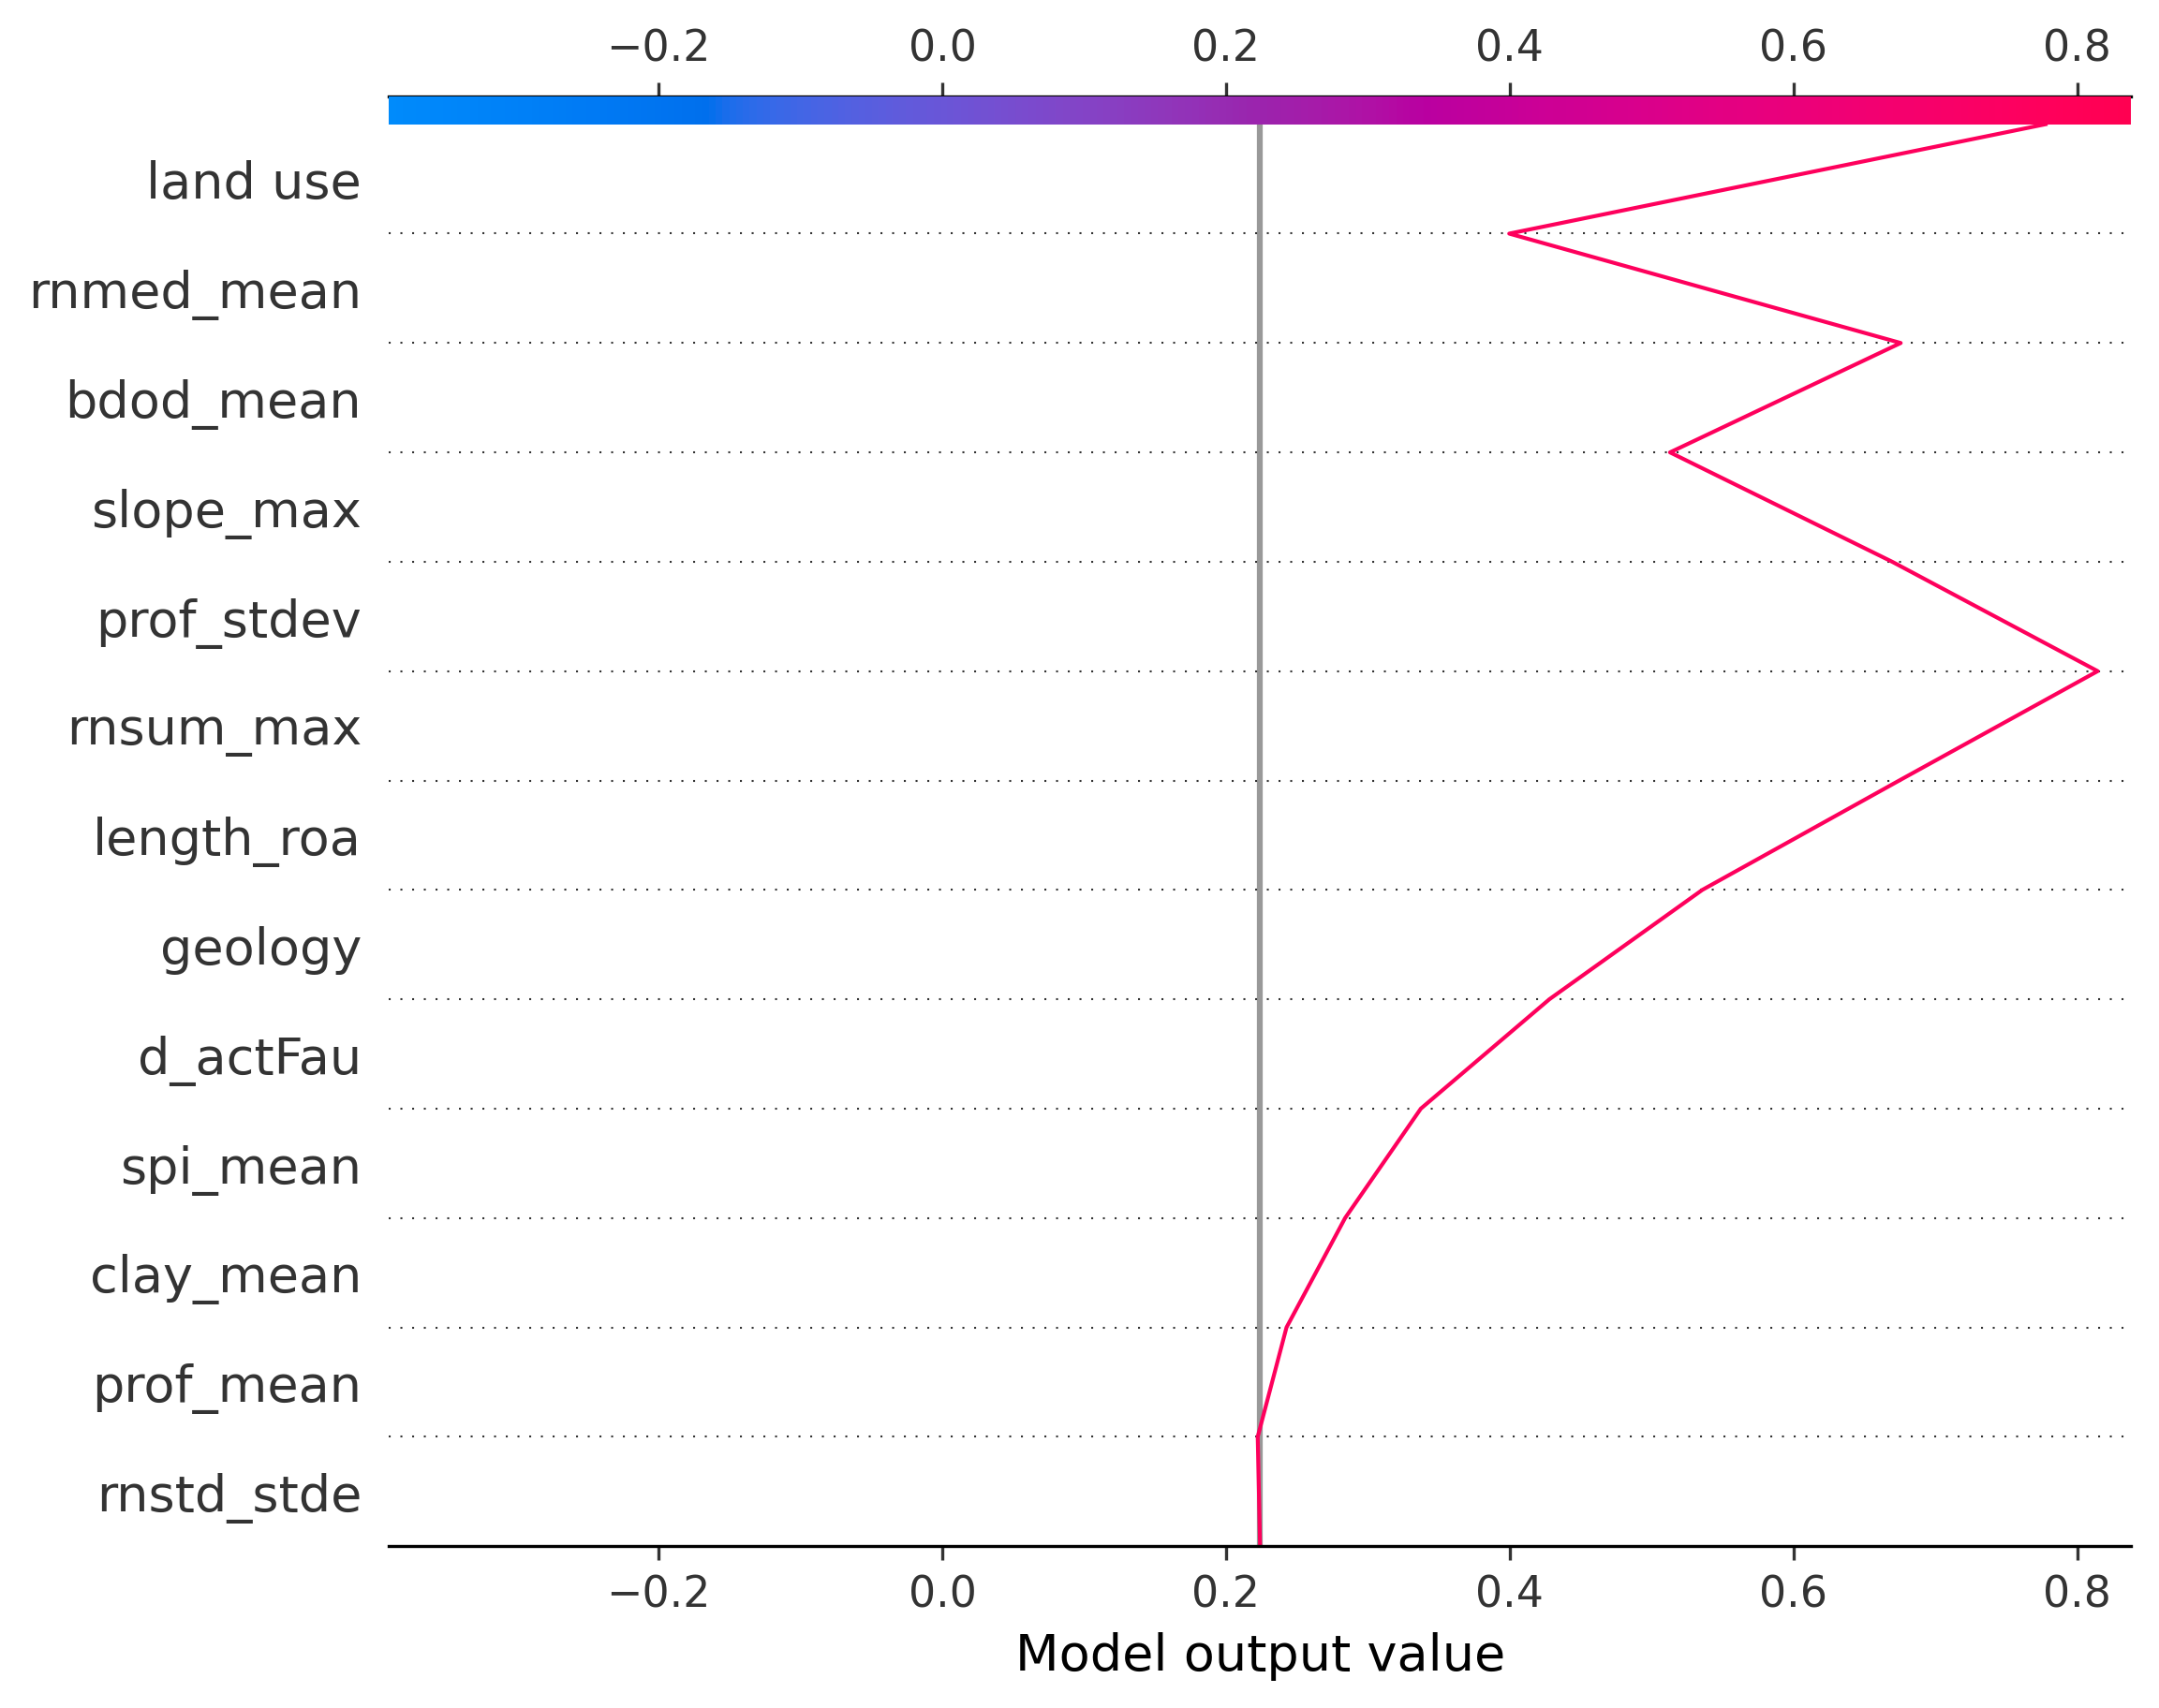 −0.2 0.0 0.2 0.4 0.6 0.8
land use
rnmed_mean
bdod_mean
slope_max
prof_stdev
rnsum_max
length_roa
geology
d_actFau
spi_mean
clay_mean
prof_mean
rnstd_stde
−0.2 0.0 0.2 0.4 0.6 0.8
Model output value